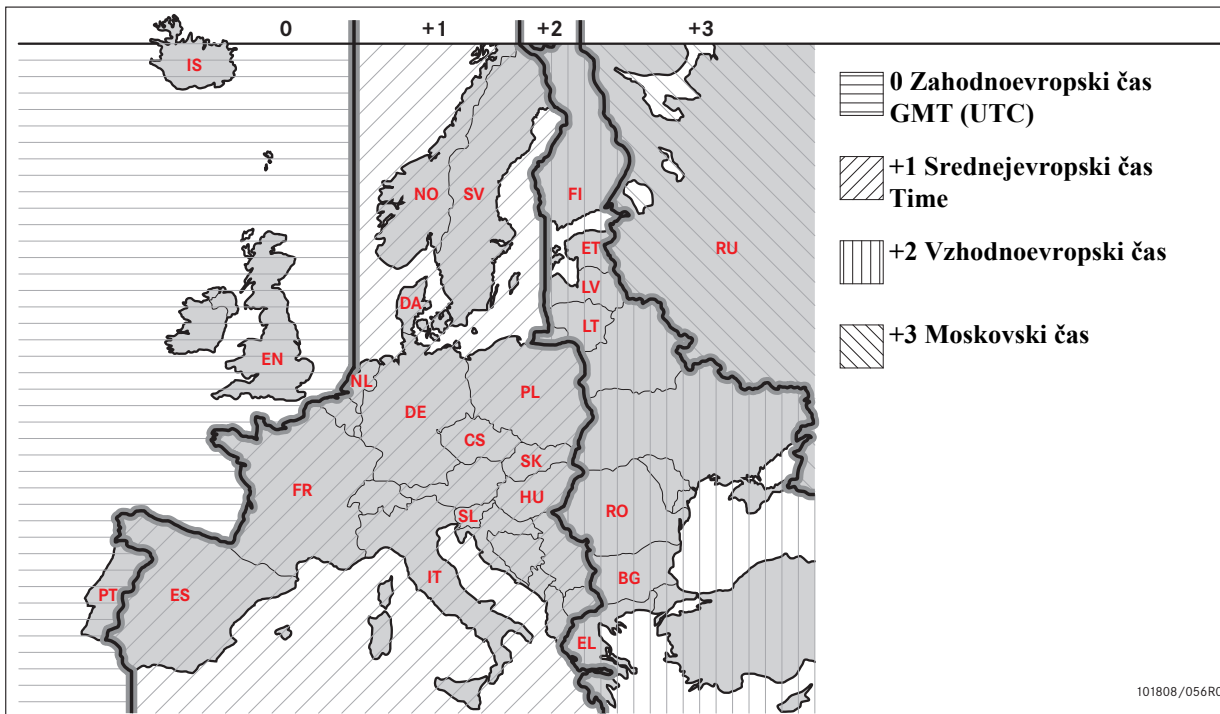 0 +1 +2 +3
IS
0 Zahodnoevropski čas
GMT (UTC)
+1 Srednejevropski čas
Time
+2 Vzhodnoevropski čas
+3 Moskovski čas
NO SV FI
ET RU
LV
DA LT
EN
NL PL
DE
CS
SK
FR HU
SL RO
IT BG
PT ES
EL
101808/056R0